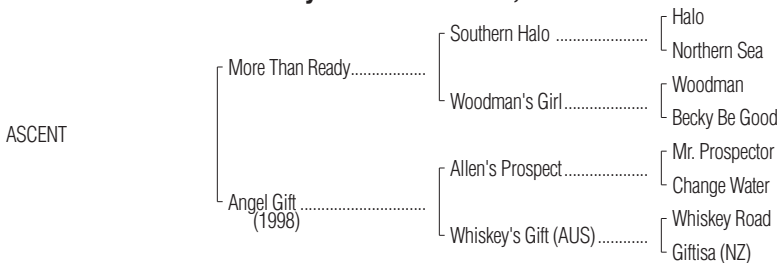 Halo
Southern Halo ......................
Northern Sea
More Than Ready..................
Woodman
Woodman's Girl....................
Becky Be Good
ASCENT
Mr. Prospector
Allen's Prospect....................
Change Water
Angel Gift ..............................
(1998)
Whiskey Road
Whiskey's Gift (AUS)............
Giftisa (NZ)